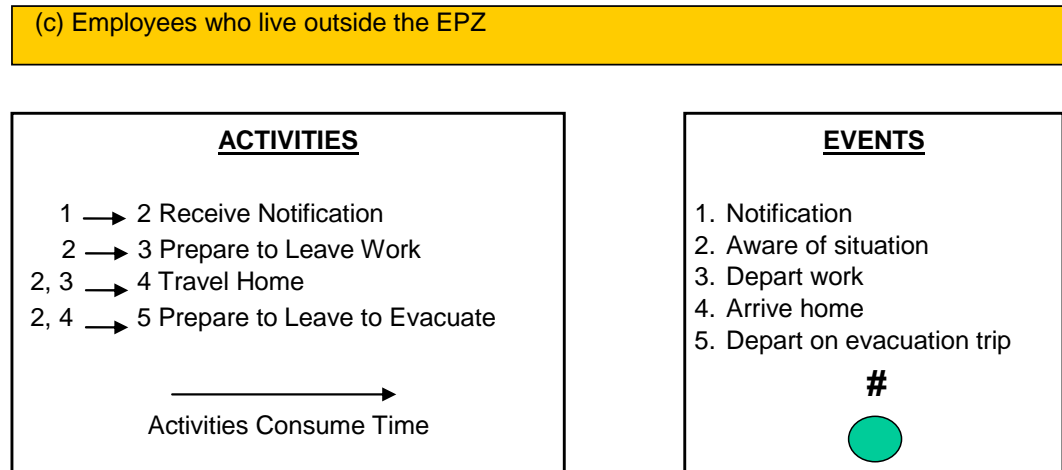 (c) Employees who live outside the EPZ
ACTIVITIES
1 → 2 Receive Notification
2 → 3 Prepare to Leave Work
2, 3 → 4 Travel Home
2, 4 → 5 Prepare to Leave to Evacuate
Activities Consume Time
EVENTS
1. Notification
2. Aware of situation
3. Depart work
4. Arrive home
5. Depart on evacuation trip
#